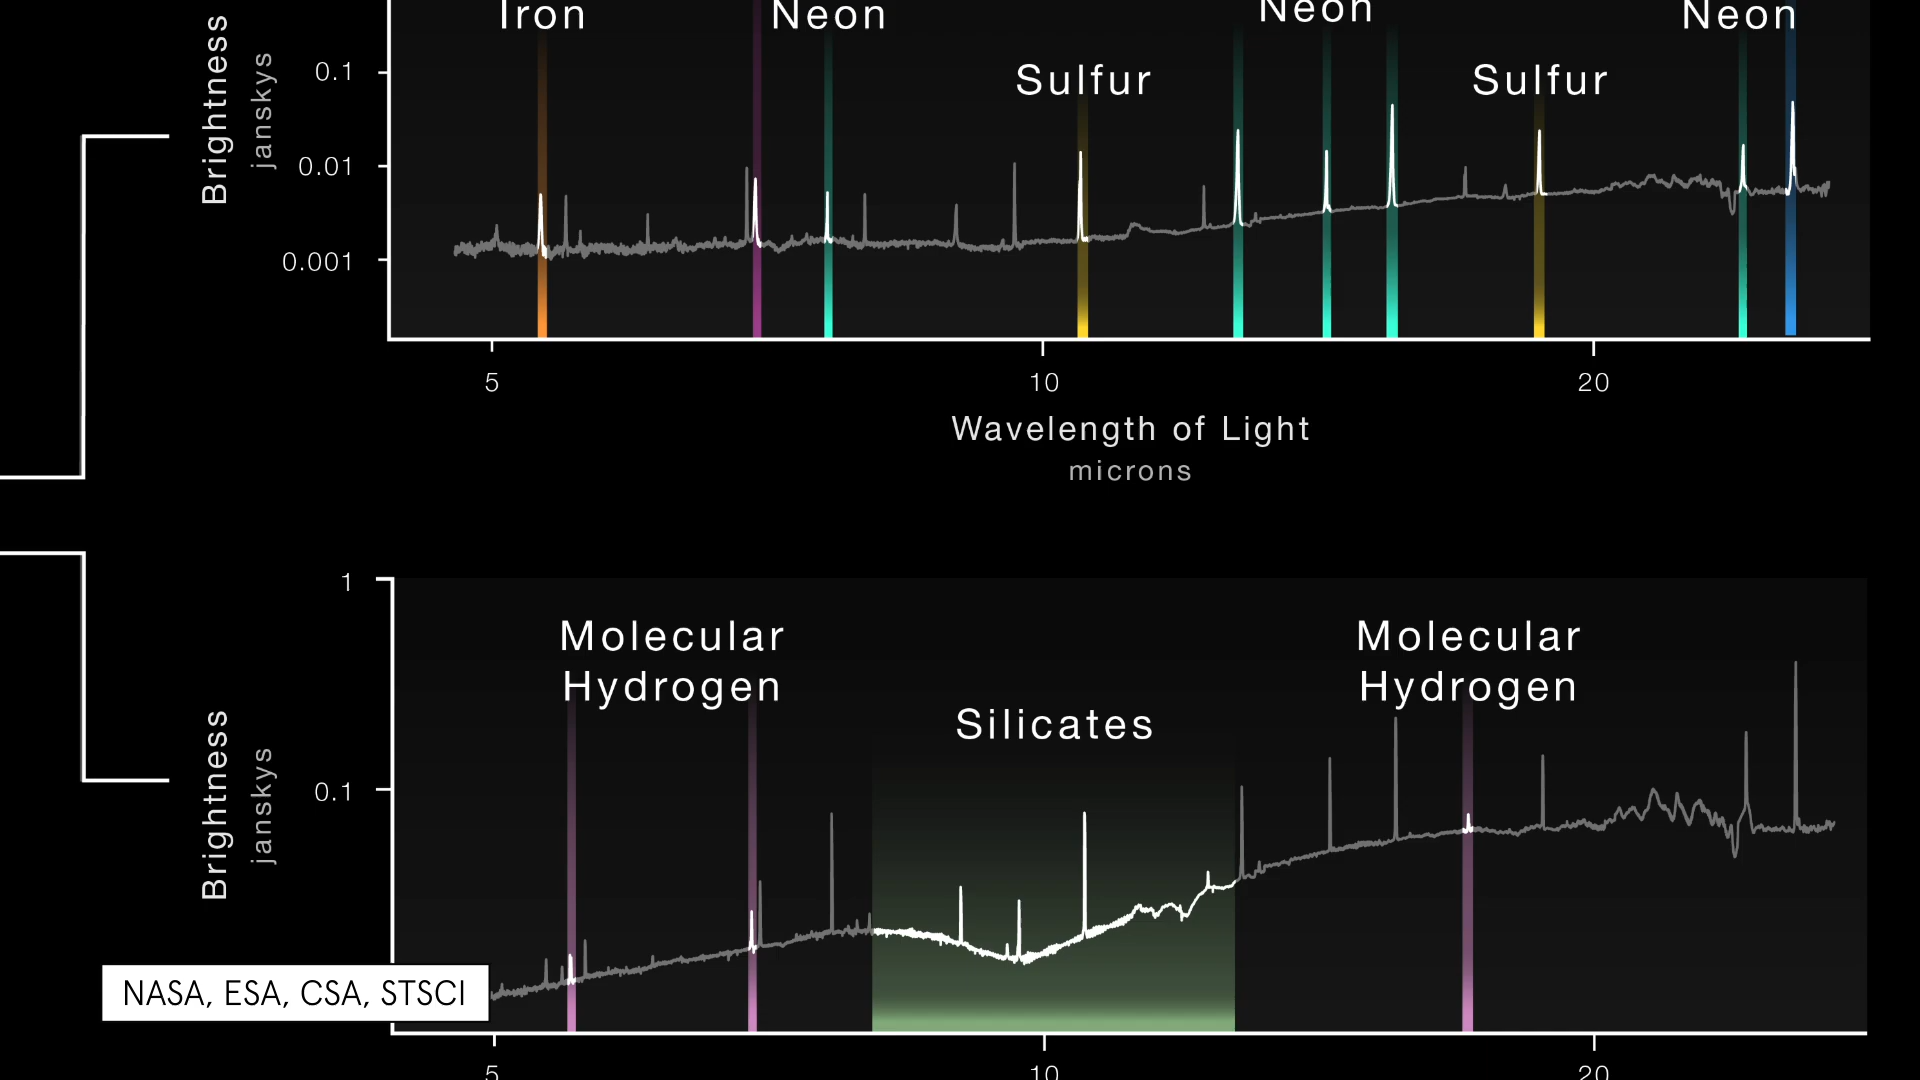 Iron
Neon
Neon
Neon
Sulfur
Sulfur
Brightness
janskys
0.1
0.01
0.001
5
10
20
Wavelength of Light
microns
1
Molecular
Hydrogen
Molecular
Hydrogen
Silicates
Brightness
janskys
0.1
NASA, ESA, CSA, STSCI
5
10
20